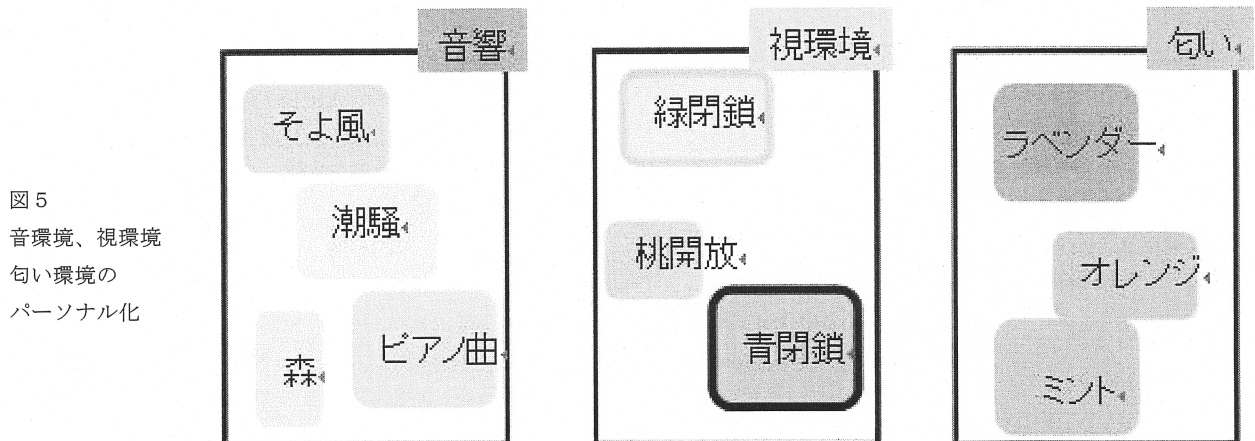 図5
音環境、視環境
匂い環境の
パーソナル化
音響
そよ風
潮騒
森
ピアノ曲
視環境
緑閉鎖
桃開放
青閉鎖
匂い
ラベンダー
オレンジ
ミント